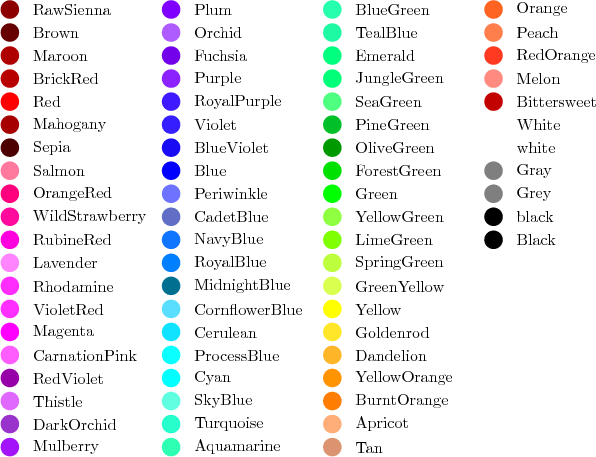 RawSienna
Brown
Maroon
BrickRed
Red
Mahogany
Sepia
Salmon
OrangeRed
WildStrawberry
RubineRed
Lavender
Rhodamine
VioletRed
Magenta
CarnationPink
RedViolet
Thistle
DarkOrchid
Mulberry
Plum
Orchid
Fuchsia
Purple
RoyalPurple
Violet
BlueViolet
Blue
Periwinkle
CadetBlue
NavyBlue
RoyalBlue
MidnightBlue
CornflowerBlue
Cerulean
ProcessBlue
Cyan
SkyBlue
Turquoise
Aquamarine
BlueGreen
TealBlue
Emerald
JungleGreen
SeaGreen
PineGreen
OliveGreen
ForestGreen
Green
YellowGreen
LimeGreen
SpringGreen
GreenYellow
Yellow
Goldenrod
Dandelion
YellowOrange
BurntOrange
Apricot
Tan
Orange
Peach
RedOrange
Melon
Bittersweet
White
white
Gray
Grey
black
Black